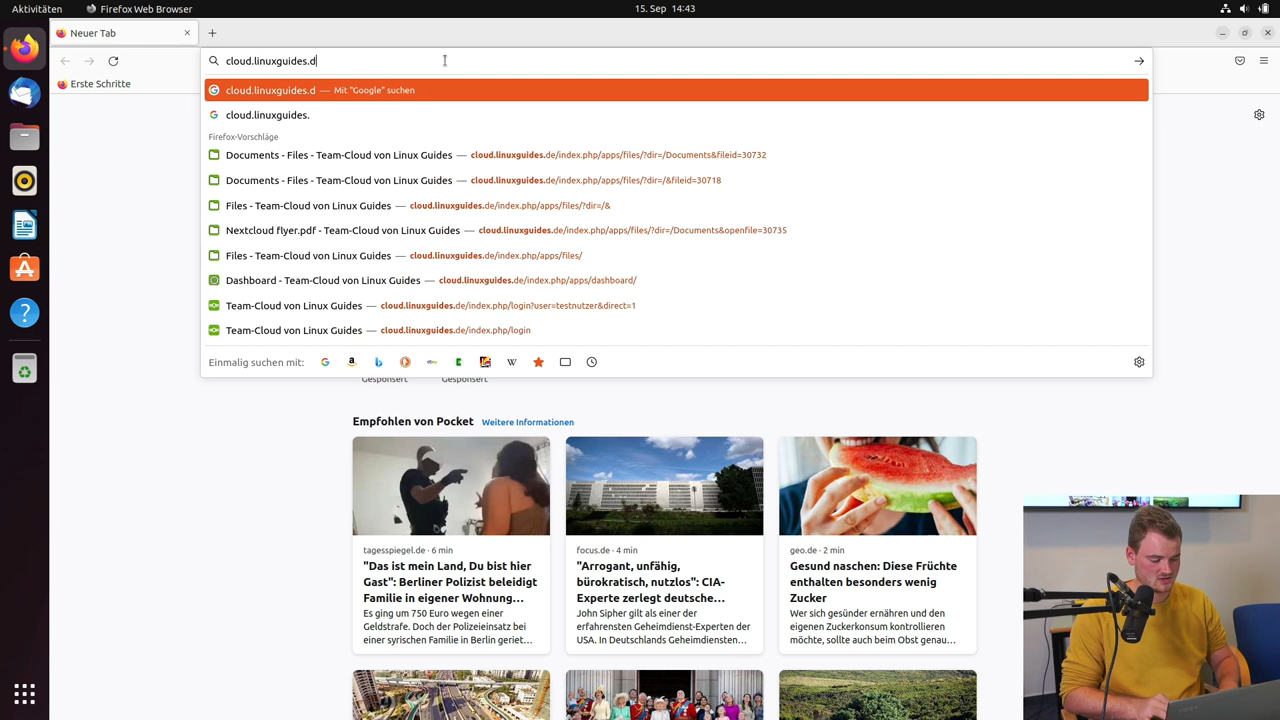 Aktivitäten
Firefox Web Browser
15. Sep 14:43
Neuer Tab
cloud.linuxguides.d
Erste Schritte
cloud.linuxguides.d — Mit "Google" suchen
cloud.linuxguides.
Firefox-Vorschläge
Documents - Files - Team-Cloud von Linux Guides — cloud.linuxguides.de/index.php/apps/files/?dir=/Documents&fileid=30732
Documents - Files - Team-Cloud von Linux Guides — cloud.linuxguides.de/index.php/apps/files/?dir=/&fileid=30718
Files - Team-Cloud von Linux Guides — cloud.linuxguides.de/index.php/apps/files/?dir=/&
Nextcloud flyer.pdf - Team-Cloud von Linux Guides — cloud.linuxguides.de/index.php/apps/files/?dir=/Documents&openfile=30735
Files - Team-Cloud von Linux Guides — cloud.linuxguides.de/index.php/apps/files/
Dashboard - Team-Cloud von Linux Guides — cloud.linuxguides.de/index.php/apps/dashboard/
Team-Cloud von Linux Guides — cloud.linuxguides.de/index.php/login?user=testnutzer&direct=1
Team-Cloud von Linux Guides — cloud.linuxguides.de/index.php/login
Einmalig suchen mit:
Gesponsert
Gesponsert
Empfohlen von Pocket
Weitere Informationen
tagesspiegel.de · 6 min
"Das ist mein Land, Du bist hier
Gast": Berliner Polizist beleidigt
Familie in eigener Wohnung…
Es ging um 750 Euro wegen einer
Geldstrafe. Doch der Polizeieinsatz
bei einer syrischen Familie in Berlin geriet…
focus.de · 4 min
"Arrogant, unfähig,
bürokratisch, nutzlos": CIA-
Experte zerlegt deutsche…
John Sipher gilt als einer der
erfahrensten Geheimdienst-Experten der
USA. In Deutschlands Geheimdiensten…
geo.de · 2 min
Gesund naschen: Diese Früchte
enthalten besonders wenig
Zucker
Wer sich gesünder ernähren und den
eigenen Zuckerkonsum kontrollieren
möchte, sollte auch beim Obst genau…